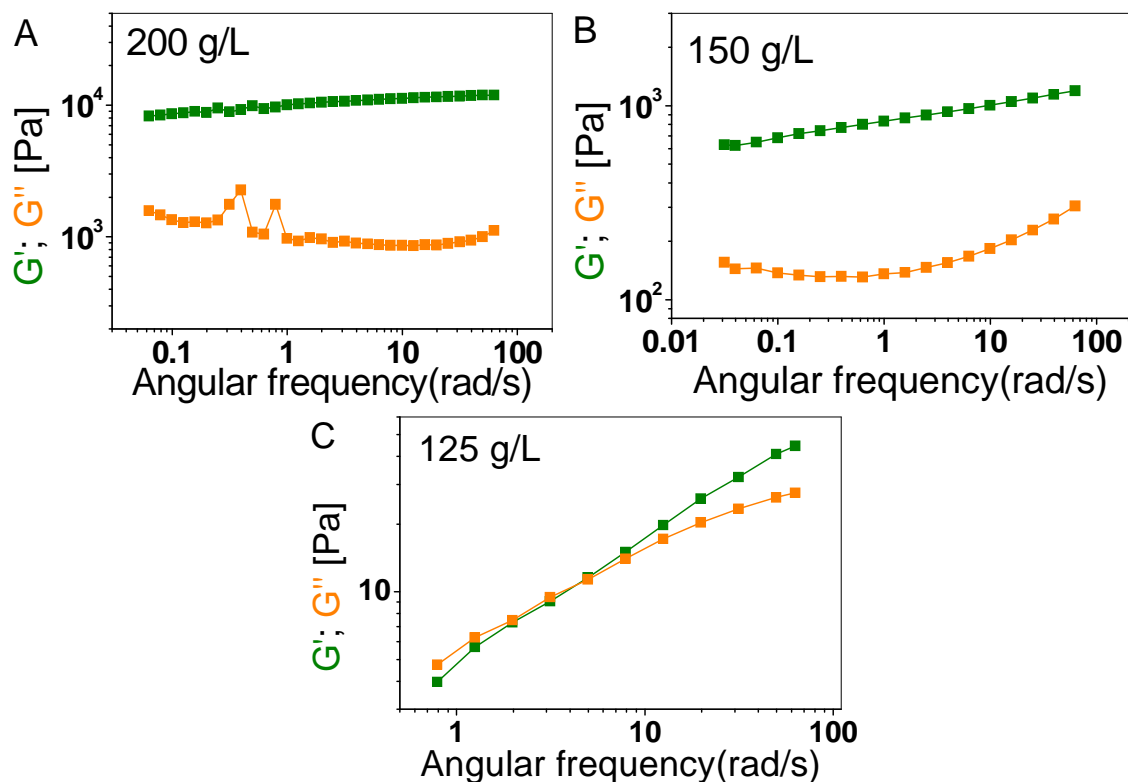 A
200 g/L
G'; G'' [Pa]
10⁴
10³
0.1 1 10 100
Angular frequency(rad/s)
B
150 g/L
G'; G'' [Pa]
10³
10²
0.01 0.1 1 10 100
Angular frequency(rad/s)
C
125 g/L
G'; G'' [Pa]
10
1 10 100
Angular frequency(rad/s)